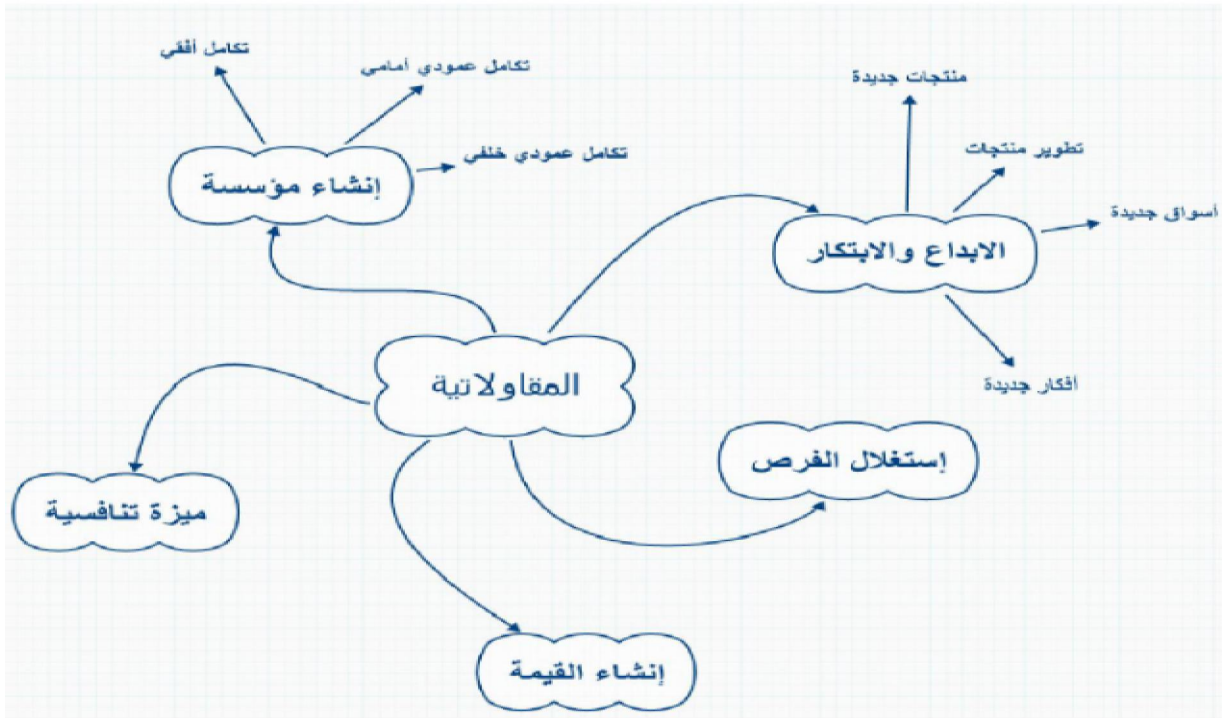 تكامل أفقي
تكامل عمودي أمامي
تكامل عمودي خلفي
إنشاء مؤسسة
منتجات جديدة
تطوير منتجات
أسواق جديدة
الابداع والابتكار
أفكار جديدة
المقاولاتية
إستغلال الفرص
ميزة تنافسية
إنشاء القيمة